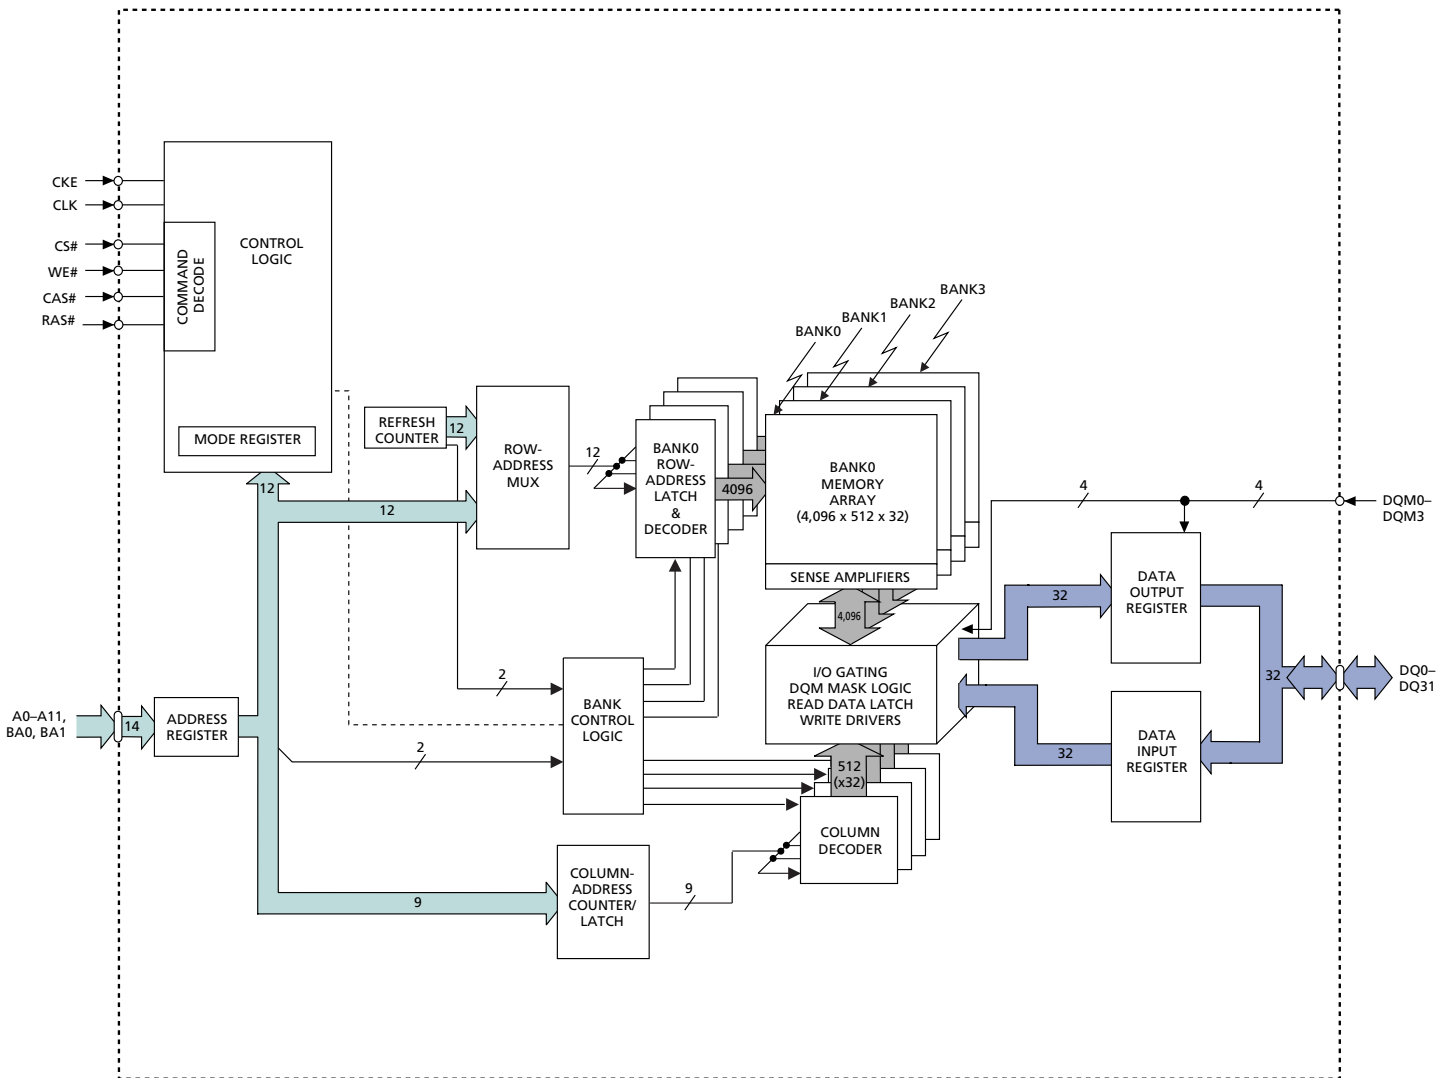 CKE
CLK
CS#
WE#
CAS#
RAS#
CONTROL
LOGIC
COMMAND
DECODE
MODE REGISTER
BANK3
BANK2
BANK1
BANK0
REFRESH
COUNTER
12
ROW-
ADDRESS
MUX
12
BANK0
ROW-
ADDRESS
LATCH
&
DECODER
4096
BANK0
MEMORY
ARRAY
(4,096 x 512 x 32)
SENSE AMPLIFIERS
12
12
4
4
DQM0–
DQM3
4,096
DATA
OUTPUT
REGISTER
32
I/O GATING
DQM MASK LOGIC
READ DATA LATCH
WRITE DRIVERS
32
DQ0–
DQ31
A0–A11,
BA0, BA1
14
ADDRESS
REGISTER
2
2
BANK
CONTROL
LOGIC
32
DATA
INPUT
REGISTER
512
(x32)
COLUMN
DECODER
9
COLUMN-
ADDRESS
COUNTER/
LATCH
9